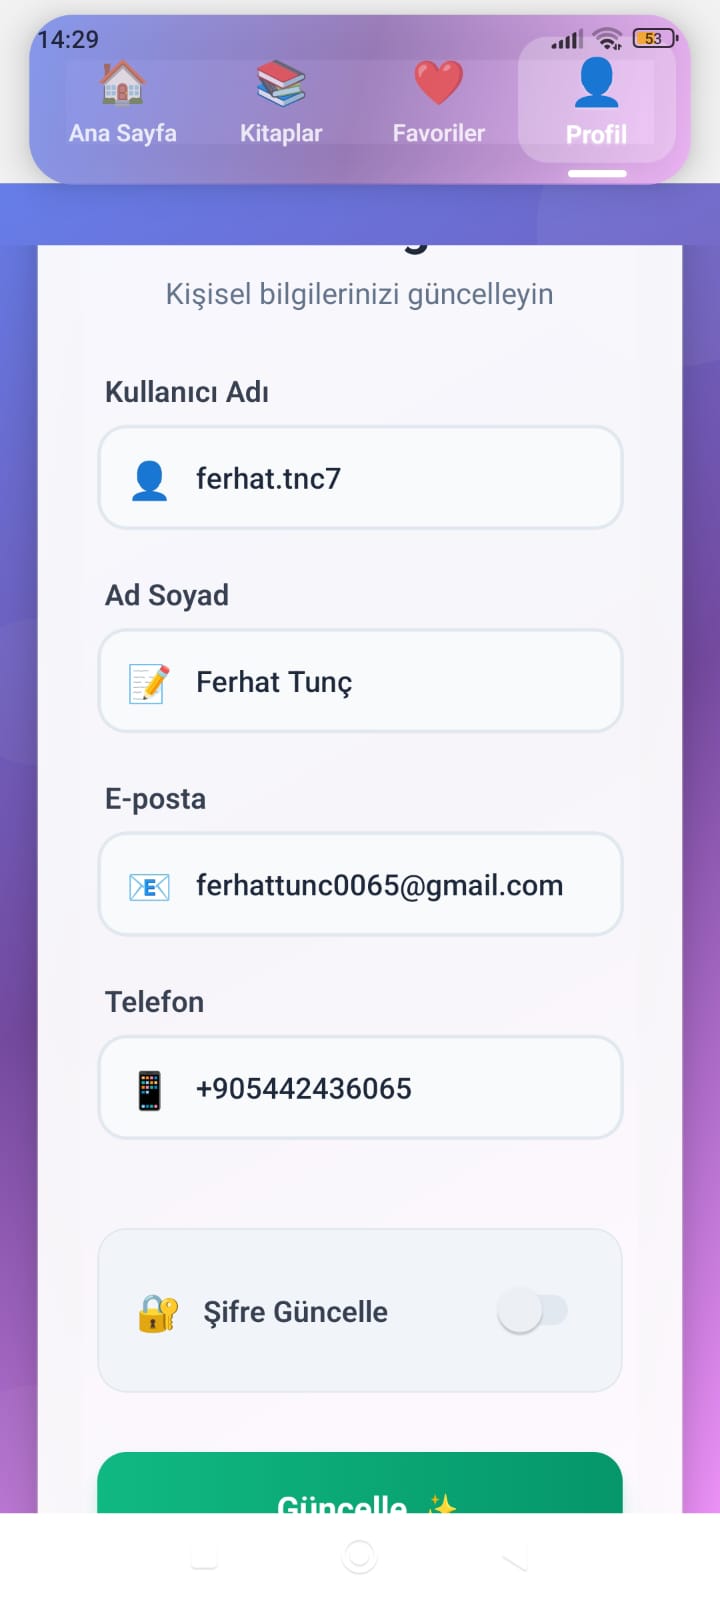 14:29
53
Ana Sayfa
Kitaplar
Favoriler
Profil
Kişisel bilgilerinizi güncelleyin
Kullanıcı Adı
ferhat.tnc7
Ad Soyad
Ferhat Tunç
E-posta
ferhattunc0065@gmail.com
Telefon
+905442436065
Şifre Güncelle
Güncelle